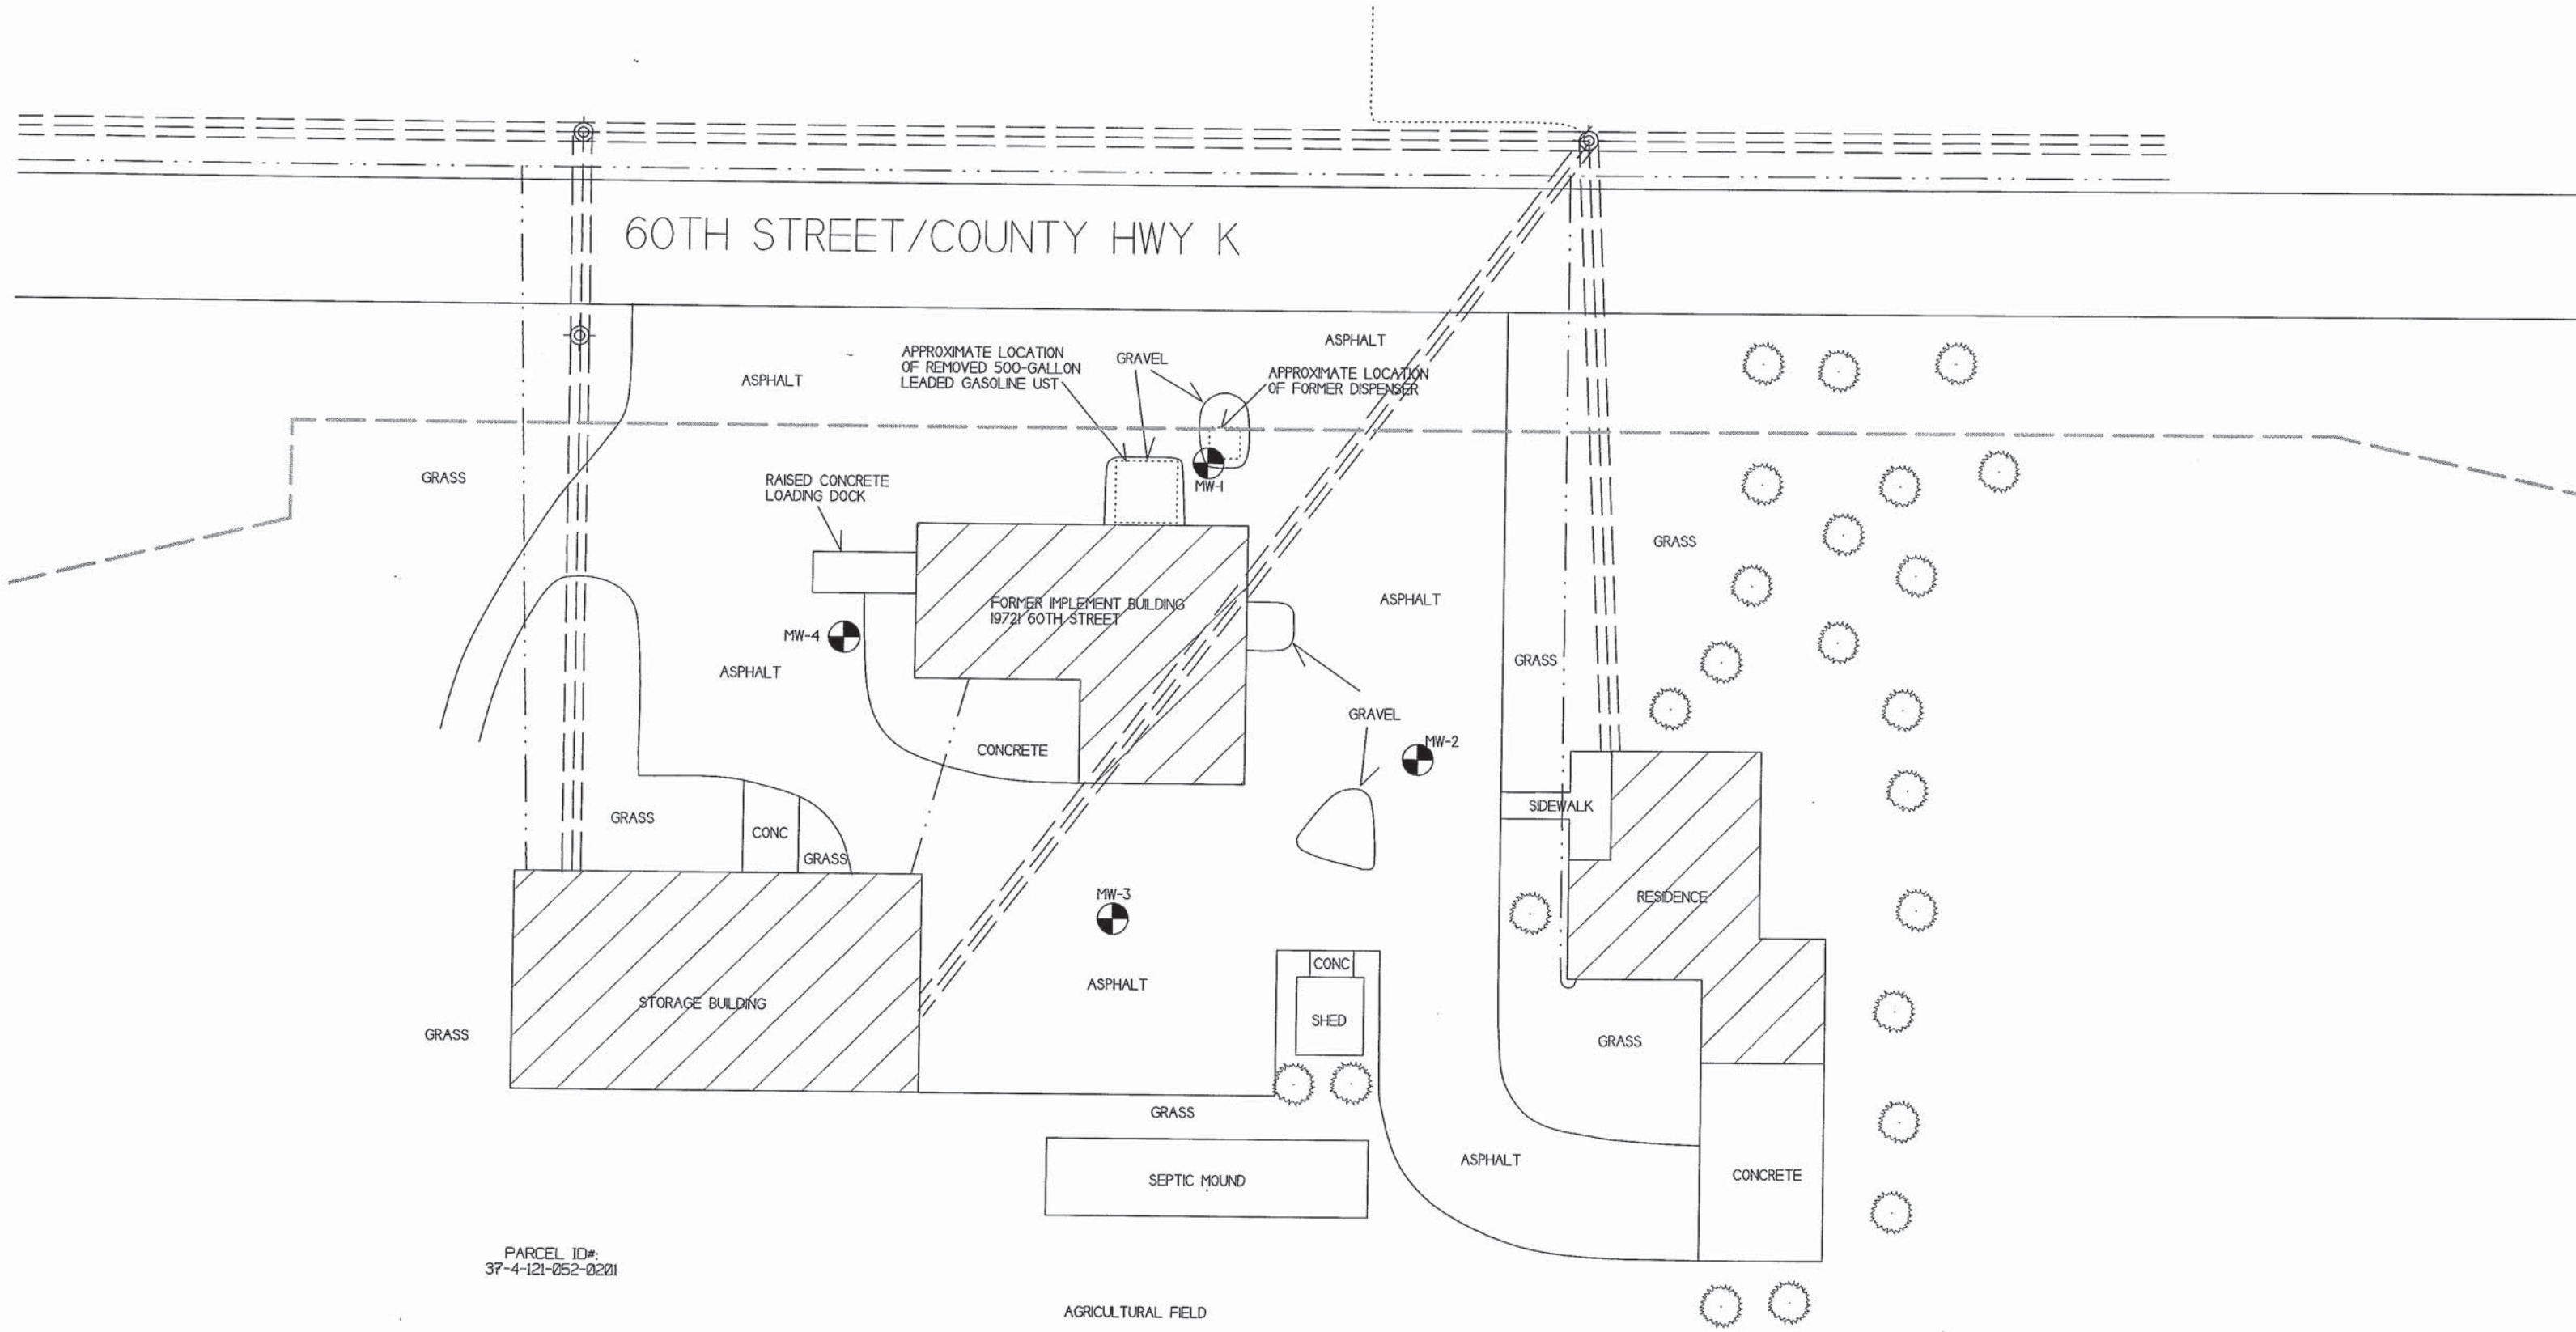 60TH STREET/COUNTY HWY K
ASPHALT
APPROXIMATE LOCATION
OF REMOVED 500-GALLON
LEADED GASOLINE UST
GRAVEL
ASPHALT
APPROXIMATE LOCATION
OF FORMER DISPENSER
ASPHALT
GRASS
RAISED CONCRETE
LOADING DOCK
MW-1
GRASS
FORMER IMPLEMENT BUILDING
19721 60TH STREET
ASPHALT
MW-4
ASPHALT
GRASS
GRAVEL
CONCRETE
MW-2
SIDEWALK
GRASS
CONC
GRASS
MW-3
RESIDENCE
CONC
ASPHALT
STORAGE BUILDING
SHED
GRASS
GRASS
GRASS
ASPHALT
SEPTIC MOUND
CONCRETE
PARCEL ID#:
37-4-121-052-0201
AGRICULTURAL FIELD